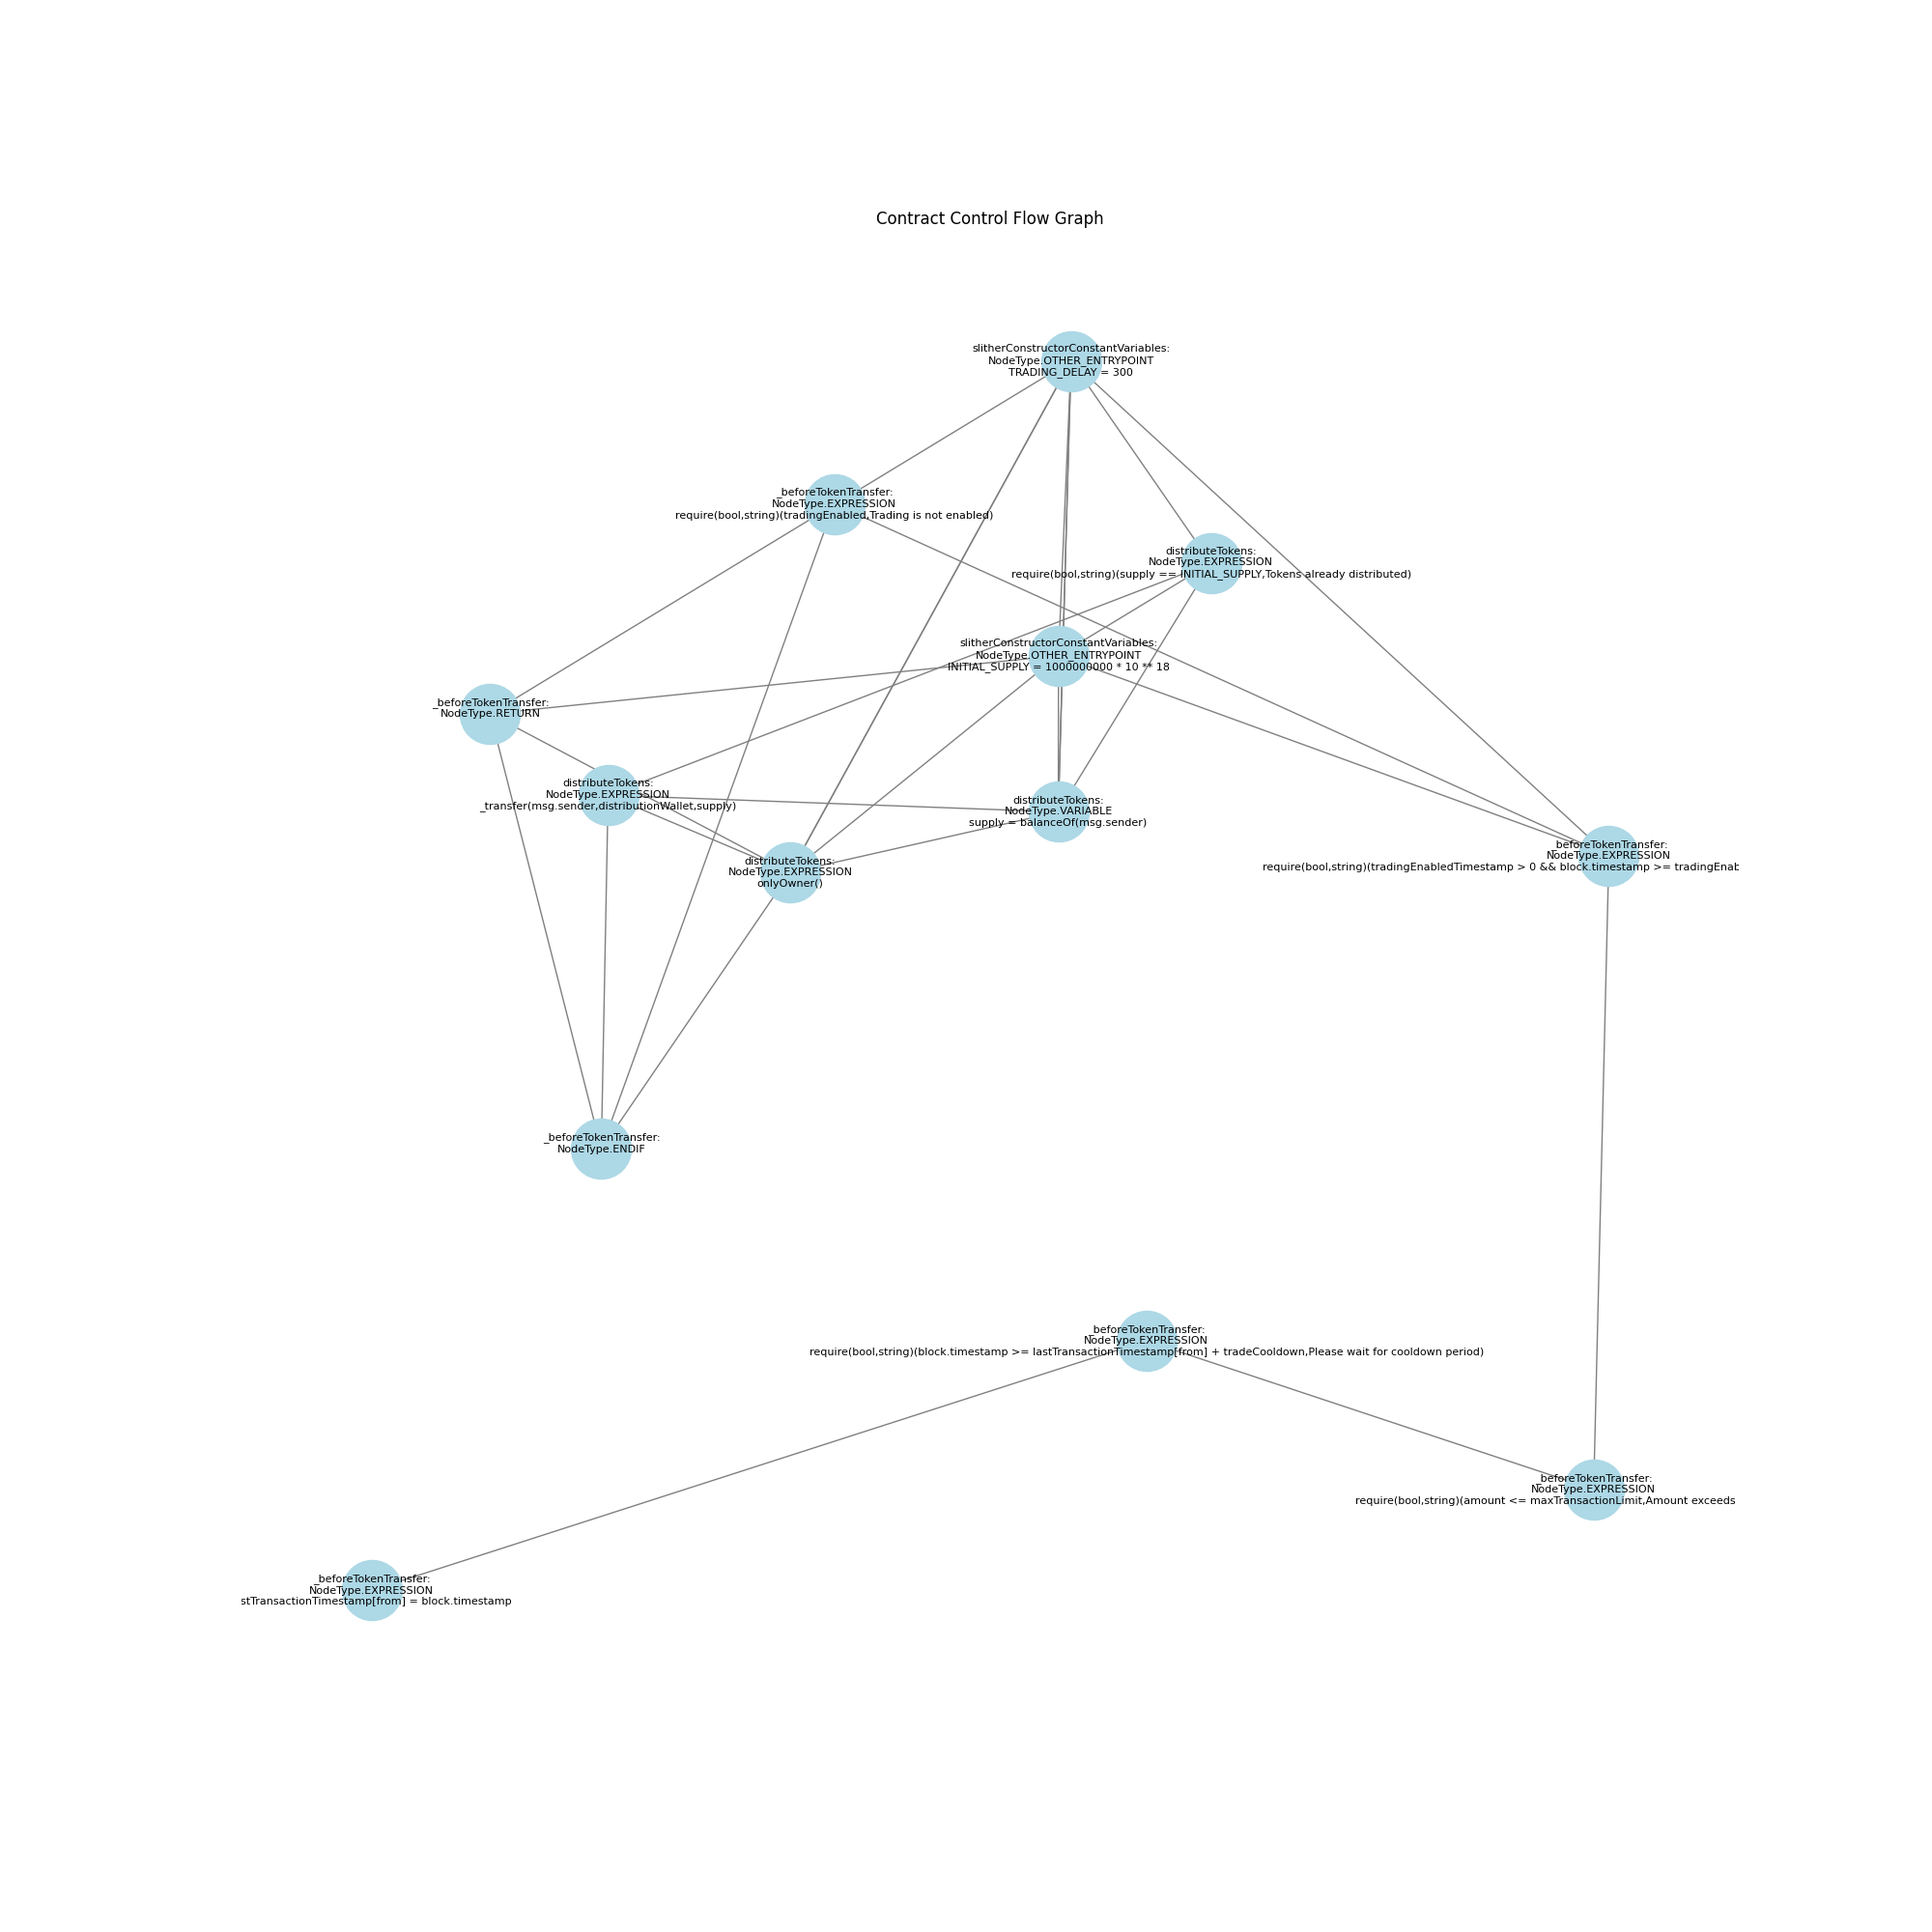 Contract Control Flow Graph
slitherConstructorConstantVariables:
NodeType.OTHER_ENTRYPOINT
TRADING_DELAY = 300
_beforeTokenTransfer:
NodeType.EXPRESSION
require(bool,string)(tradingEnabled,Trading is not enabled)
distributeTokens:
NodeType.EXPRESSION
require(bool,string)(supply == INITIAL_SUPPLY,Tokens already distributed)
slitherConstructorConstantVariables:
NodeType.OTHER_ENTRYPOINT
INITIAL_SUPPLY = 1000000000 * 10 ** 18
_beforeTokenTransfer:
NodeType.RETURN
distributeTokens:
NodeType.EXPRESSION
_transfer(msg.sender,distributionWallet,supply)
distributeTokens:
NodeType.VARIABLE
supply = balanceOf(msg.sender)
distributeTokens:
NodeType.EXPRESSION
onlyOwner()
_beforeTokenTransfer:
NodeType.EXPRESSION
require(bool,string)(tradingEnabledTimestamp > 0 && block.timestamp >= tradingEnab
_beforeTokenTransfer:
NodeType.ENDIF
_beforeTokenTransfer:
NodeType.EXPRESSION
require(bool,string)(block.timestamp >= lastTransactionTimestamp[from] + tradeCooldown,Please wait for cooldown period)
_beforeTokenTransfer:
NodeType.EXPRESSION
require(bool,string)(amount <= maxTransactionLimit,Amount exceeds
_beforeTokenTransfer:
NodeType.EXPRESSION
stTransactionTimestamp[from] = block.timestamp